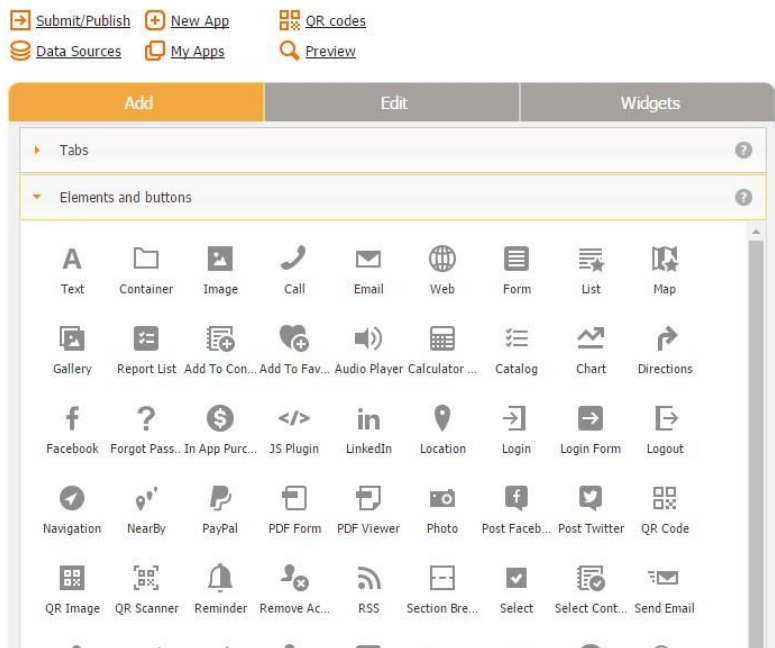 Submit/Publish New App QR codes
Data Sources My Apps Preview
Add Edit Widgets
Tabs ?
Elements and buttons ?
Text Container Image Call Email Web Form List Map
Gallery Report List Add To Con... Add To Fav... Audio Player Calculator ... Catalog Chart Directions
Facebook Forgot Pass.. In App Purc... JS Plugin LinkedIn Location Login Login Form Logout
Navigation NearBy PayPal PDF Form PDF Viewer Photo Post Faceb... Post Twitter QR Code
QR Image QR Scanner Reminder Remove Ac... RSS Section Bre... Select Select Cont... Send Email